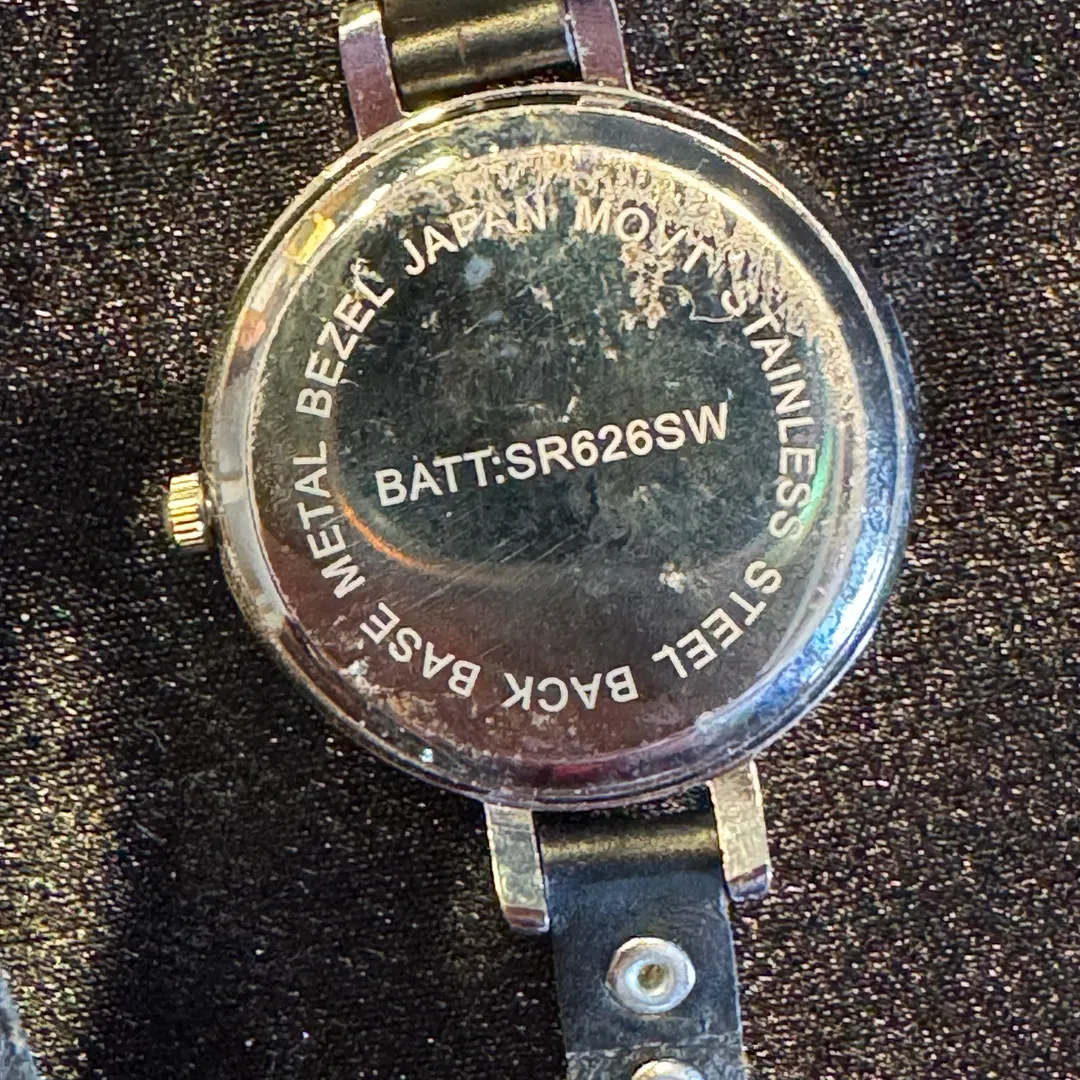 JAPAN MOVT STAINLESS STEEL BACK BASE METAL BEZEL
BATT:SR626SW